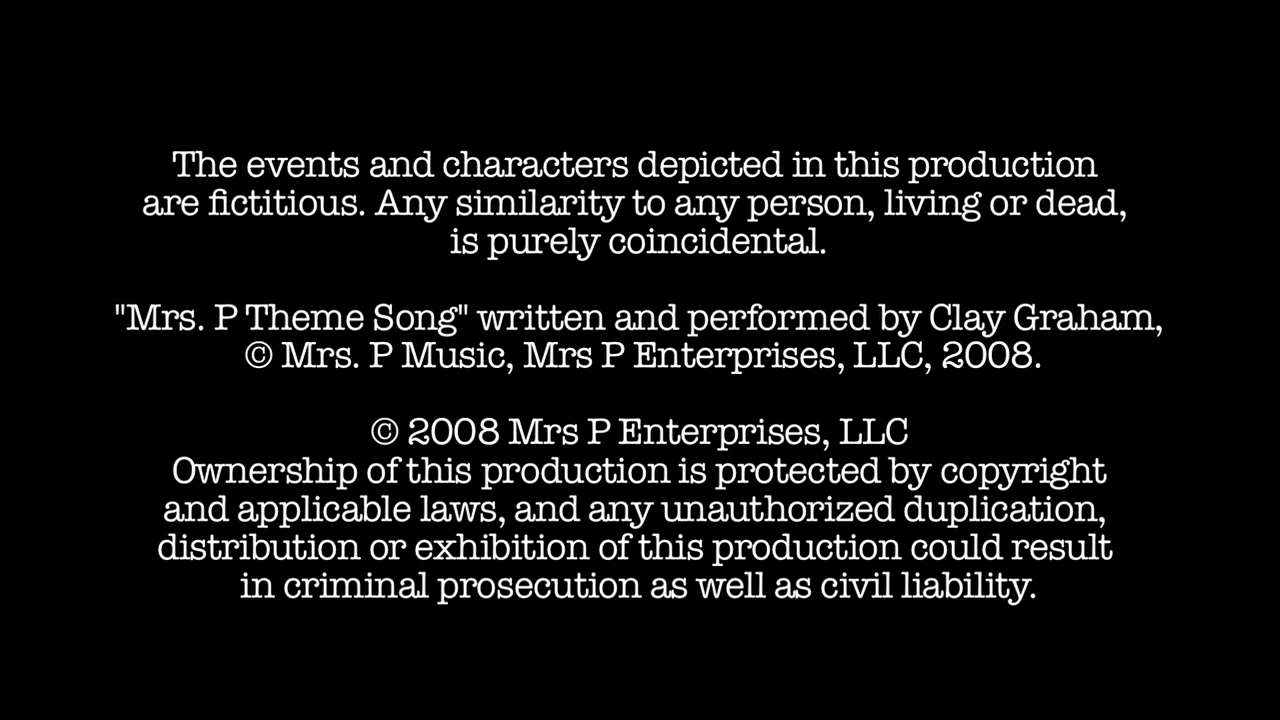 The events and characters depicted in this production
are fictitious. Any similarity to any person, living or dead,
is purely coincidental.
"Mrs. P Theme Song" written and performed by Clay Graham,
© Mrs. P Music, Mrs P Enterprises, LLC, 2008.
© 2008 Mrs P Enterprises, LLC
Ownership of this production is protected by copyright
and applicable laws, and any unauthorized duplication,
distribution or exhibition of this production could result
in criminal prosecution as well as civil liability.